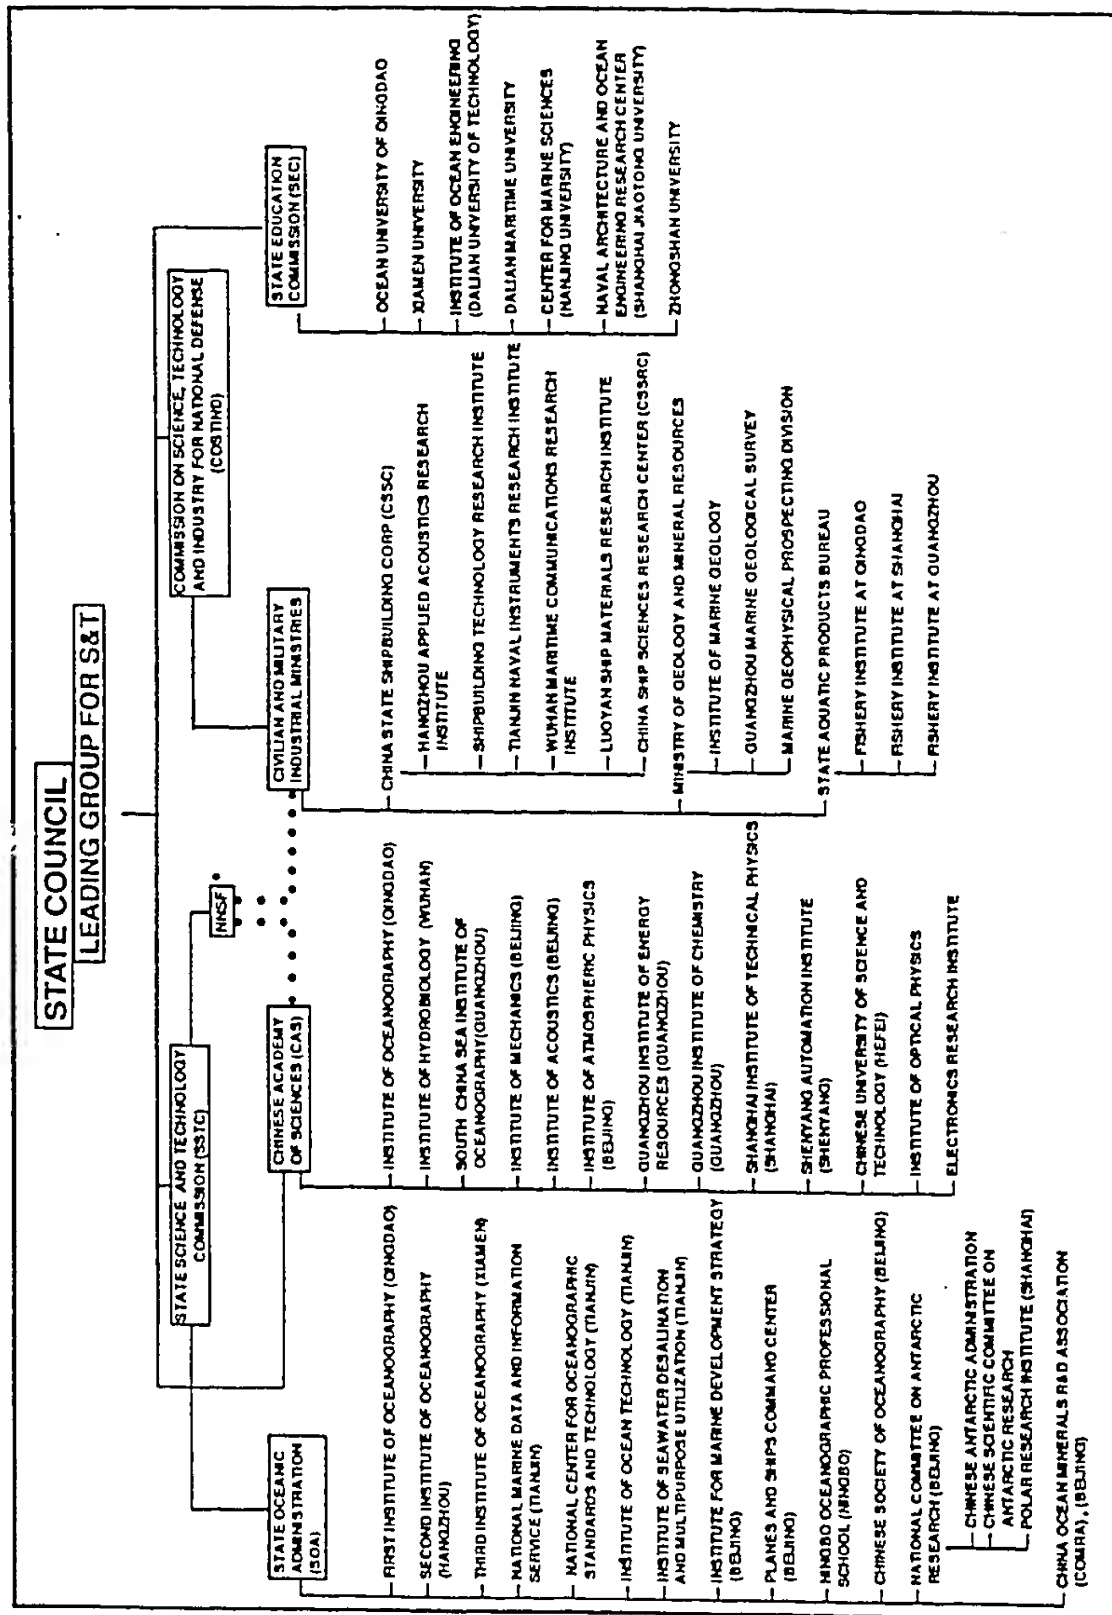 STATE COUNCIL
LEADING GROUP FOR S&T
STATE SCIENCE AND TECHNOLOGY
COMMISSION (SSTC)
NNSF *
COMMISSION ON SCIENCE, TECHNOLOGY
AND INDUSTRY FOR NATIONAL DEFENSE
(COSTIND)
STATE OCEANIC
ADMINISTRATION
(SOA)
FIRST INSTITUTE OF OCEANOGRAPHY (QINGDAO)
SECOND INSTITUTE OF OCEANOGRAPHY
(HANGZHOU)
THIRD INSTITUTE OF OCEANOGRAPHY (XIAMEN)
NATIONAL MARINE DATA AND INFORMATION
SERVICE (TIANJIN)
NATIONAL CENTER FOR OCEANOGRAPHIC
STANDARDS AND TECHNOLOGY (TIANJIN)
INSTITUTE OF OCEAN TECHNOLOGY (TIANJIN)
INSTITUTE OF SEAWATER DESALINATION
AND MULTIPURPOSE UTILIZATION (TIANJIN)
INSTITUTE FOR MARINE DEVELOPMENT STRATEGY
(BEIJING)
PLANES AND SHIPS COMMAND CENTER
(BEIJING)
NINGBO OCEANOGRAPHIC PROFESSIONAL
SCHOOL (NINGBO)
CHINESE SOCIETY OF OCEANOGRAPHY (BEIJING)
NATIONAL COMMITTEE ON ANTARCTIC
RESEARCH (BEIJING)
CHINESE ANTARCTIC ADMINISTRATION
CHINESE SCIENTIFIC COMMITTEE ON
ANTARCTIC RESEARCH
POLAR RESEARCH INSTITUTE (SHANGHAI)
CHINA OCEAN MINERALS R&D ASSOCIATION
(COMRA), (BEIJING)
CHINESE ACADEMY
OF SCIENCES (CAS)
INSTITUTE OF OCEANOGRAPHY (QINGDAO)
INSTITUTE OF HYDROBIOLOGY (WUHAN)
SOUTH CHINA SEA INSTITUTE OF
OCEANOGRAPHY (GUANGZHOU)
INSTITUTE OF MECHANICS (BEIJING)
INSTITUTE OF ACOUSTICS (BEIJING)
INSTITUTE OF ATMOSPHERIC PHYSICS
(BEIJING)
GUANGZHOU INSTITUTE OF ENERGY
RESOURCES (GUANGZHOU)
GUANGZHOU INSTITUTE OF CHEMISTRY
(GUANGZHOU)
SHANGHAI INSTITUTE OF TECHNICAL PHYSICS
(SHANGHAI)
SHENYANG AUTOMATION INSTITUTE
(SHENYANG)
CHINESE UNIVERSITY OF SCIENCE AND
TECHNOLOGY (HEFEI)
INSTITUTE OF OPTICAL PHYSICS
ELECTRONICS RESEARCH INSTITUTE
CIVILIAN AND MILITARY
INDUSTRIAL MINISTRIES
CHINA STATE SHIPBUILDING CORP (CSSC)
HANGZHOU APPLIED ACOUSTICS RESEARCH
INSTITUTE
SHIPBUILDING TECHNOLOGY RESEARCH INSTITUTE
TIANJIN NAVAL INSTRUMENTS RESEARCH INSTITUTE
WUHAN MARITIME COMMUNICATIONS RESEARCH
INSTITUTE
LUOYAN SHIP MATERIALS RESEARCH INSTITUTE
CHINA SHIP SCIENCES RESEARCH CENTER (CSSRC)
MINISTRY OF GEOLOGY AND MINERAL RESOURCES
INSTITUTE OF MARINE GEOLOGY
GUANGZHOU MARINE GEOLOGICAL SURVEY
MARINE GEOPHYSICAL PROSPECTING DIVISION
STATE AQUATIC PRODUCTS BUREAU
FISHERY INSTITUTE AT QINGDAO
FISHERY INSTITUTE AT SHANGHAI
FISHERY INSTITUTE AT GUANGZHOU
STATE EDUCATION
COMMISSION (SEC)
OCEAN UNIVERSITY OF QINGDAO
XIAMEN UNIVERSITY
INSTITUTE OF OCEAN ENGINEERING
(DALIAN UNIVERSITY OF TECHNOLOGY)
DALIAN MARITIME UNIVERSITY
CENTER FOR MARINE SCIENCES
(NANJING UNIVERSITY)
NAVAL ARCHITECTURE AND OCEAN
ENGINEERING RESEARCH CENTER
(SHANGHAI JIAOTONG UNIVERSITY)
ZHONGSHAN UNIVERSITY